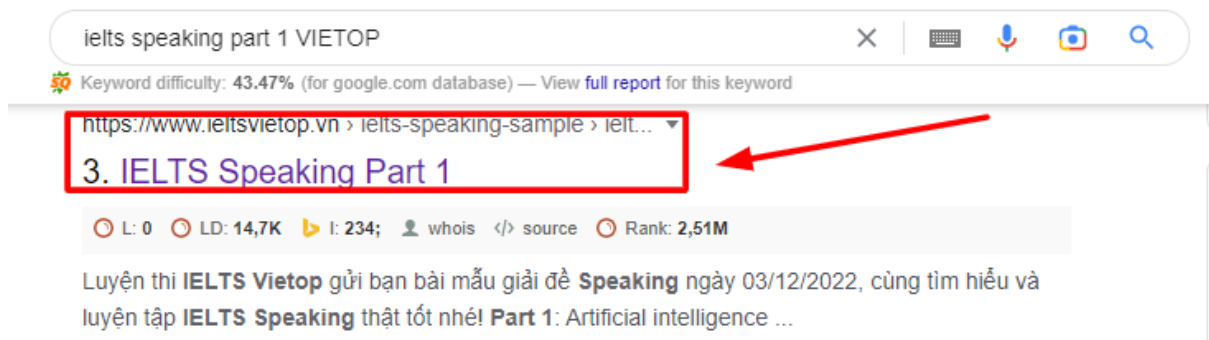 ielts speaking part 1 VIETOP
Keyword difficulty: 43.47% (for google.com database) — View full report for this keyword
https://www.ieltsvietop.vn › ielts-speaking-sample › ielt...
3. IELTS Speaking Part 1
L: 0 LD: 14,7K I: 234; whois </> source Rank: 2,51M
Luyện thi IELTS Vietop gửi bạn bài mẫu giải đề Speaking ngày 03/12/2022, cùng tìm hiểu và
luyện tập IELTS Speaking thật tốt nhé! Part 1: Artificial intelligence ...